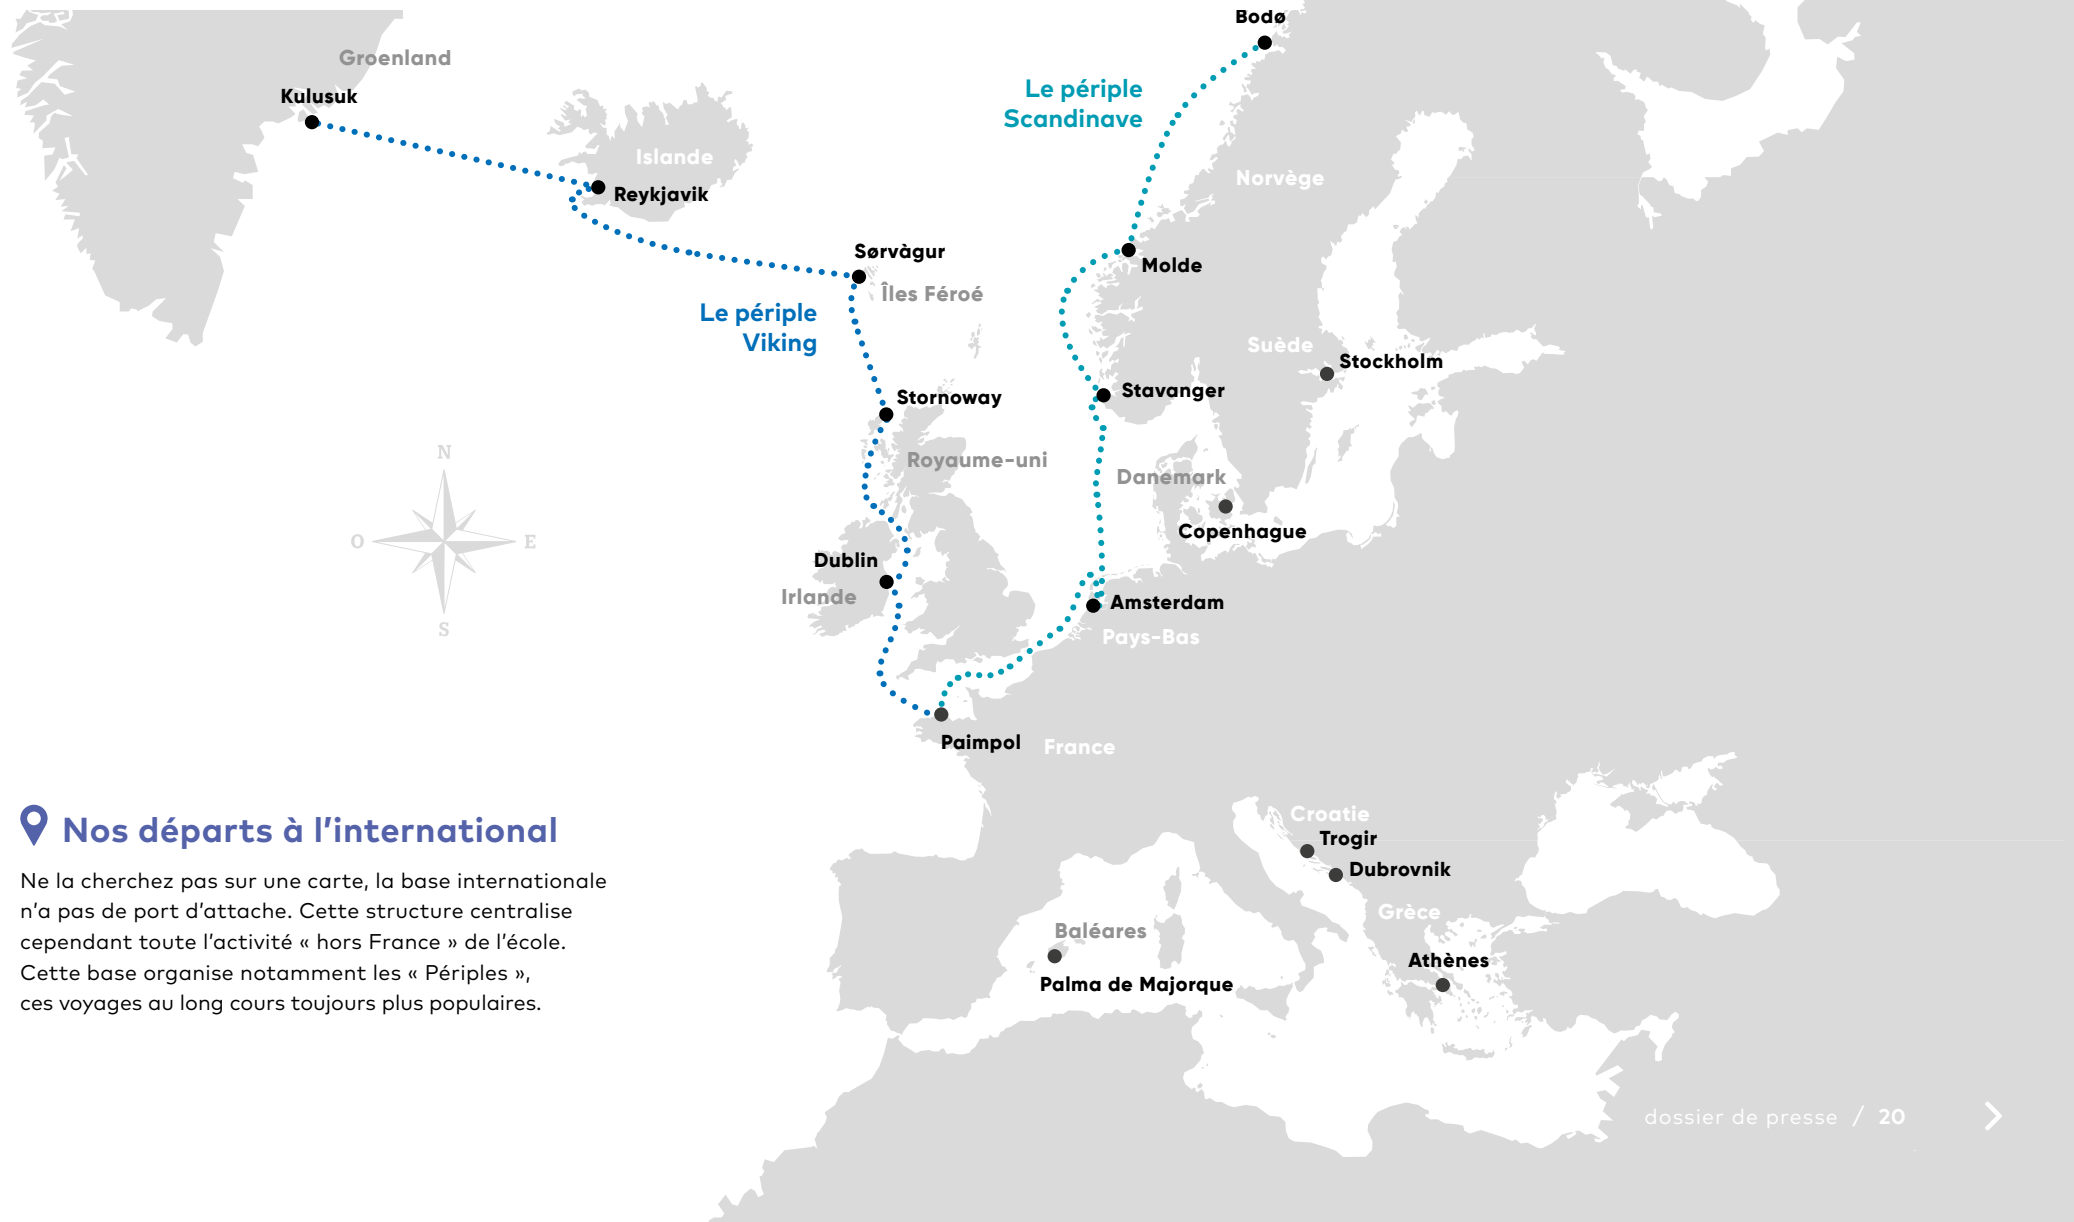 Bodø
Groenland
Le périple
Scandinave
Kulusuk
Islande
Reykjavik
Norvège
Sørvàgur
Îles Féroé
Molde
Le périple
Viking
Suède
Stockholm
Stavanger
Stornoway
Royaume-uni
Danemark
Copenhague
N
O
E
S
Dublin
Irlande
Amsterdam
Pays-Bas
Paimpol
France
Croatie
Trogir
Dubrovnik
Grèce
Athènes
Baléares
Palma de Majorque
Nos départs à l’international
Ne la cherchez pas sur une carte, la base internationale
n’a pas de port d’attache. Cette structure centralise
cependant toute l’activité « hors France » de l’école.
Cette base organise notamment les « Périples »,
ces voyages au long cours toujours plus populaires.
dossier de presse / 20